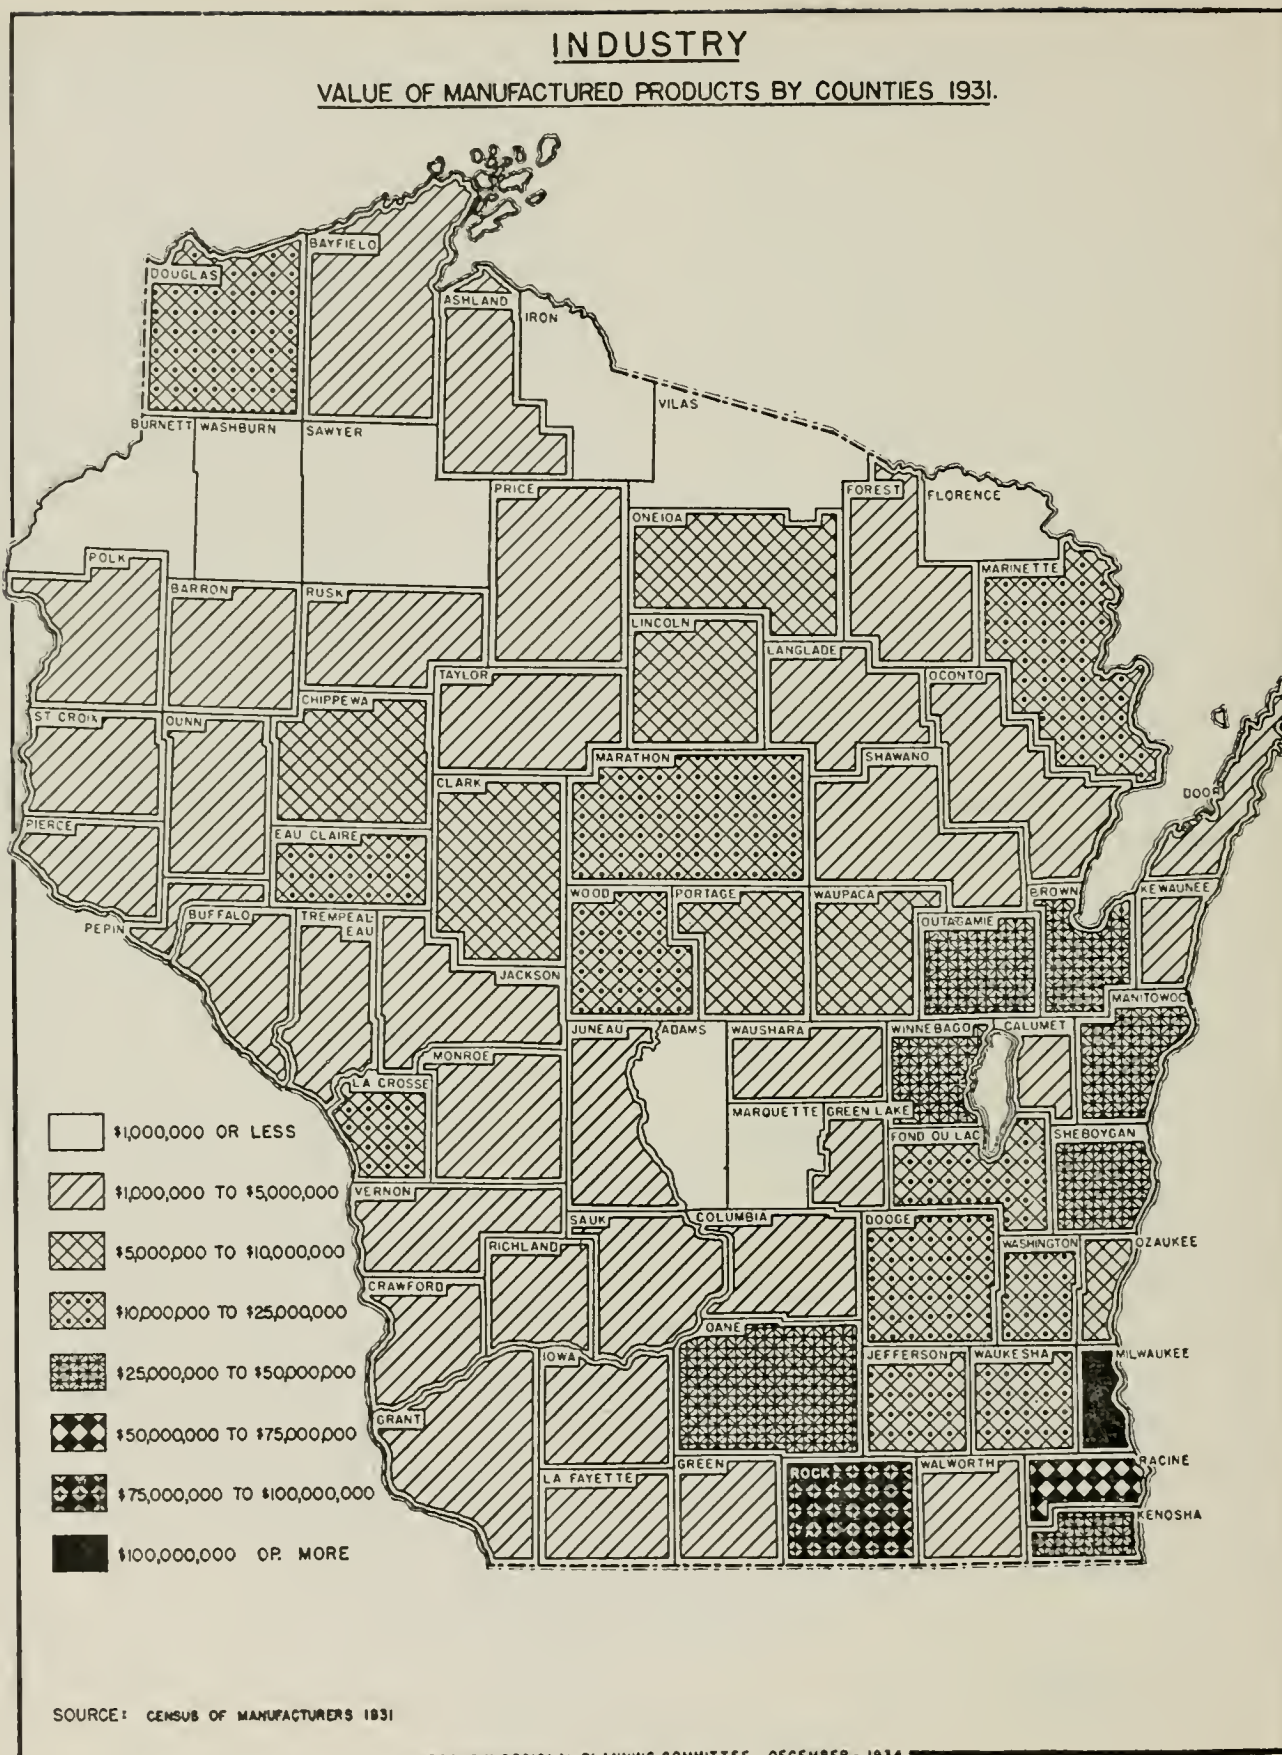 INDUSTRY
VALUE OF MANUFACTURED PRODUCTS BY COUNTIES 1931.
BAYFIELD
DOUGLAS
ASHLAND
IRON
VILAS
BURNETT
WASHBURN
SAWYER
PRICE
ONEIDA
FOREST
FLORENCE
POLK
BARRON
RUSK
MARINETTE
LINCOLN
LANGLADE
TAYLOR
OCONTO
CHIPPEWA
ST CROIX
DUNN
MARATHON
SHAWANO
CLARK
DOO
PIERCE
EAU CLAIRE
WOOD
PORTAGE
WAUPACA
BROWN
KEWAUNEE
BUFFALO
TREMPEAL-
EAU
OUTAGAMIE
PEPIN
JACKSON
MANITOWOC
JUNEAU
ADAMS
WAUSHARA
WINNEBAGO
CALUMET
MONROE
LA CROSSE
MARQUETTE
GREEN LAKE
FOND DU LAC
SHEBOYGAN
$1,000,000 OR LESS
$1,000,000 TO $5,000,000
$5,000,000 TO $10,000,000
$10,000,000 TO $25,000,000
$25,000,000 TO $50,000,000
$50,000,000 TO $75,000,000
$75,000,000 TO $100,000,000
$100,000,000 OR MORE
VERNON
SAUK
COLUMBIA
DODGE
RICHLAND
WASHINGTON
OZAUKEE
CRAWFORD
DANE
IOWA
JEFFERSON
WAUKESHA
MILWAUKEE
GRANT
LA FAYETTE
GREEN
ROCK
WALWORTH
RACINE
KENOSHA
SOURCE: CENSUS OF MANUFACTURERS 1931
PLANNING COMMITTEE DECEMBER - 1934